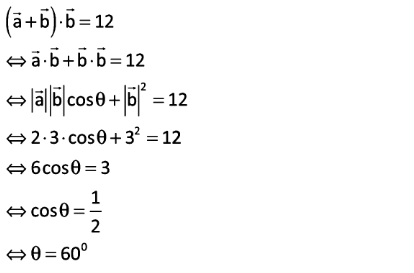 (a⃗+b⃗)·b⃗=12
⇔a⃗·b⃗+b⃗·b⃗=12
⇔|a⃗||b⃗|cosθ+|b⃗|²=12
⇔2·3·cosθ+3²=12
⇔6cosθ=3
⇔cosθ=1/2
⇔θ=60⁰